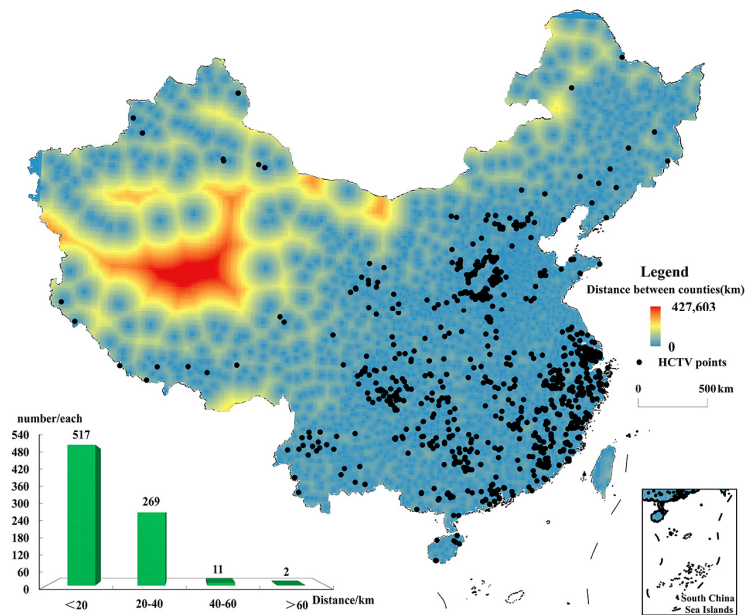 Legend
Distance between counties(km)
427,603
0
HCTV points
0 500 km
number/each
540
480
420
360
300
240
180
120
60
0
517
269
11
2
<20 20-40 40-60 >60 Distance/km
South China
Sea Islands